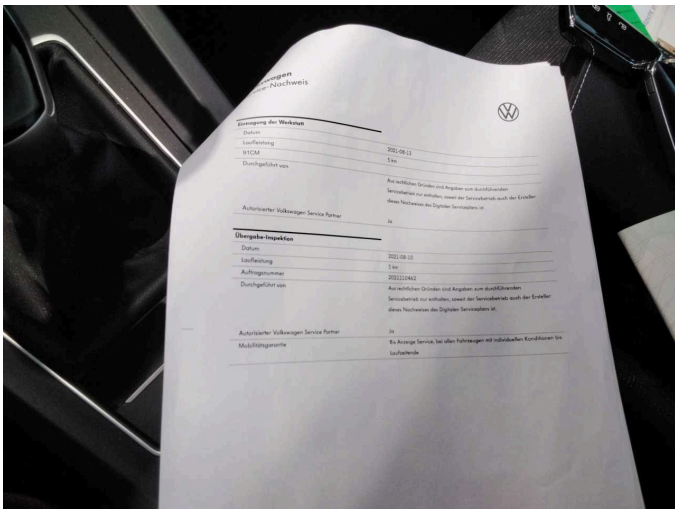 Service-Nachweis
Eintragung der Werkstatt
Datum 2021-08-13
Laufleistung 5 km
91CM
Durchgeführt von Aus rechtlichen Gründen sind Angaben zum durchführenden
Servicebetrieb nur enthalten, soweit der Servicebetrieb auch der Ersteller
dieses Nachweises des Digitalen Serviceplans ist.
Autorisierter Volkswagen Service Partner Ja
Übergabe-Inspektion
Datum
Laufleistung 5 km
Auftragsnummer
Durchgeführt von Aus rechtlichen Gründen sind Angaben zum durchführenden
Servicebetrieb nur enthalten, soweit der Servicebetrieb auch der Ersteller
dieses Nachweises des Digitalen Serviceplans ist.
Autorisierter Volkswagen Service Partner Ja
Mobilitätsgarantie Bis Anzeige Service, bei allen Fahrzeugen mit individuellen Konditionen bis
Laufzeitende